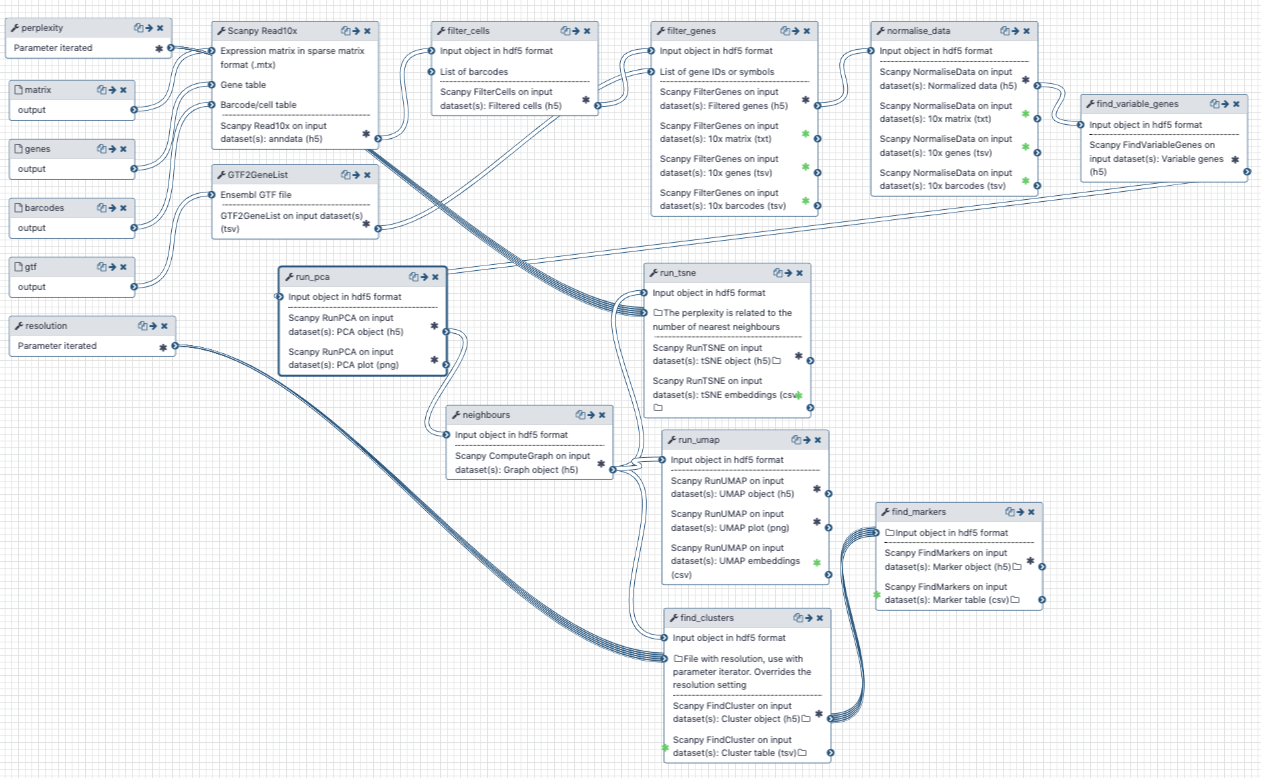 perplexity
Parameter iterated
matrix
output
genes
output
barcodes
output
gtf
output
resolution
Parameter iterated
Scanpy Read10x
Expression matrix in sparse matrix
format (.mtx)
Gene table
Barcode/cell table
Scanpy Read10x on input
dataset(s): anndata (h5)
GTF2GeneList
Ensembl GTF file
GTF2GeneList on input dataset(s)
(tsv)
filter_cells
Input object in hdf5 format
List of barcodes
Scanpy FilterCells on input
dataset(s): Filtered cells (h5)
filter_genes
Input object in hdf5 format
List of gene IDs or symbols
Scanpy FilterGenes on input
dataset(s): Filtered genes (h5)
Scanpy FilterGenes on input
dataset(s): 10x matrix (txt)
Scanpy FilterGenes on input
dataset(s): 10x genes (tsv)
Scanpy FilterGenes on input
dataset(s): 10x barcodes (tsv)
normalise_data
Input object in hdf5 format
Scanpy NormaliseData on input
dataset(s): Normalized data (h5)
Scanpy NormaliseData on input
dataset(s): 10x matrix (txt)
Scanpy NormaliseData on input
dataset(s): 10x genes (tsv)
Scanpy NormaliseData on input
dataset(s): 10x barcodes (tsv)
find_variable_genes
Input object in hdf5 format
Scanpy FindVariableGenes on
input dataset(s): Variable genes
(h5)
run_pca
Input object in hdf5 format
Scanpy RunPCA on input
dataset(s): PCA object (h5)
Scanpy RunPCA on input
dataset(s): PCA plot (png)
neighbours
Input object in hdf5 format
Scanpy ComputeGraph on input
dataset(s): Graph object (h5)
run_tsne
Input object in hdf5 format
The perplexity is related to the
number of nearest neighbours
Scanpy RunTSNE on input
dataset(s): tSNE object (h5)
Scanpy RunTSNE on input
dataset(s): tSNE embeddings (csv)
run_umap
Input object in hdf5 format
Scanpy RunUMAP on input
dataset(s): UMAP object (h5)
Scanpy RunUMAP on input
dataset(s): UMAP plot (png)
Scanpy RunUMAP on input
dataset(s): UMAP embeddings
(csv)
find_clusters
Input object in hdf5 format
File with resolution, use with
parameter iterator. Overrides the
resolution setting
Scanpy FindCluster on input
dataset(s): Cluster object (h5)
Scanpy FindCluster on input
dataset(s): Cluster table (tsv)
find_markers
Input object in hdf5 format
Scanpy FindMarkers on input
dataset(s): Marker object (h5)
Scanpy FindMarkers on input
dataset(s): Marker table (csv)